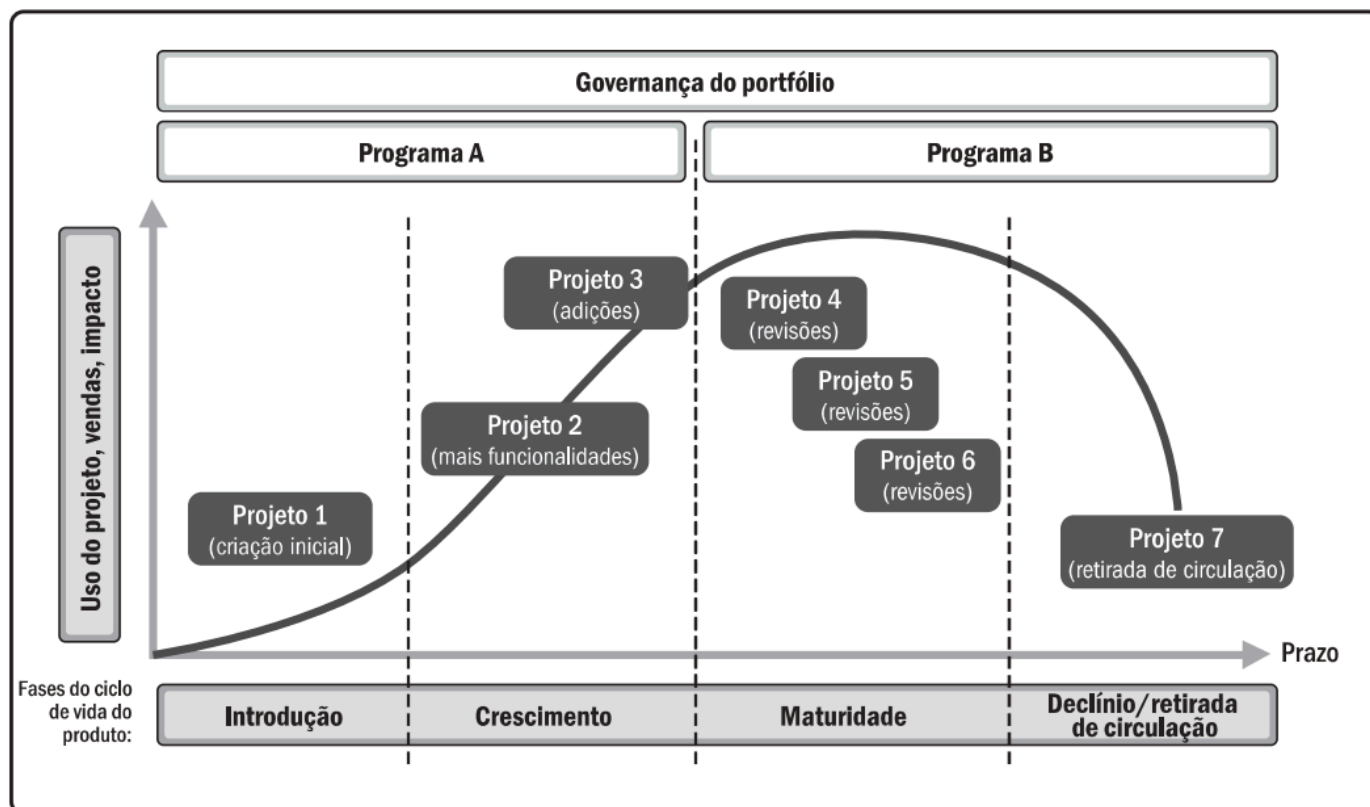 Governança do portfólio
Programa A
Programa B
Uso do projeto, vendas, impacto
Projeto 1
(criação inicial)
Projeto 2
(mais funcionalidades)
Projeto 3
(adições)
Projeto 4
(revisões)
Projeto 5
(revisões)
Projeto 6
(revisões)
Projeto 7
(retirada de circulação)
Prazo
Fases do ciclo
de vida do
produto:
Introdução
Crescimento
Maturidade
Declínio/retirada
de circulação